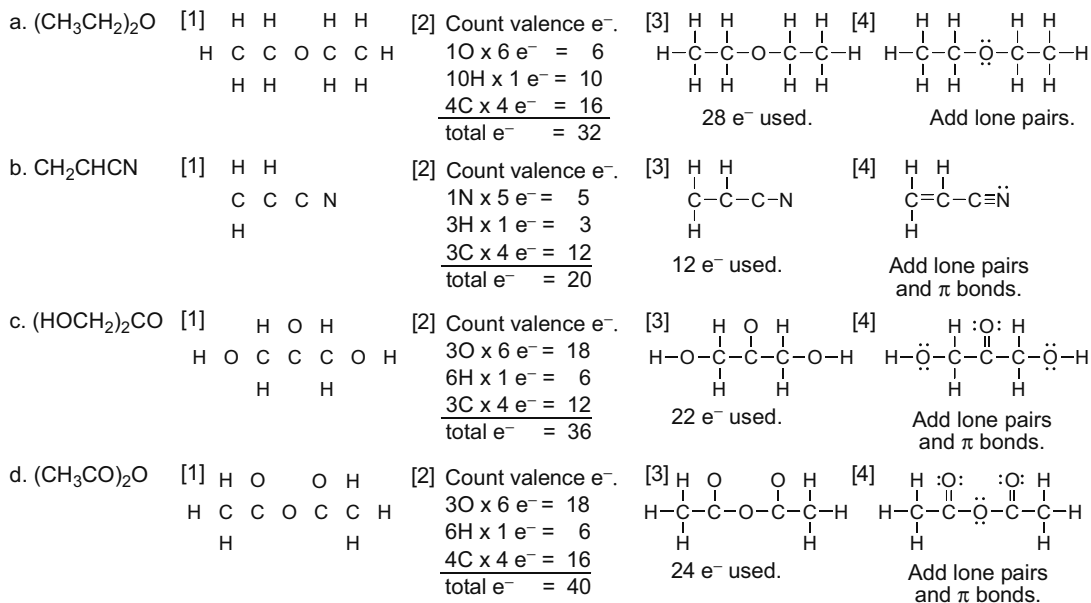 a. (CH₃CH₂)₂O
[1]
H H H H
H C C O C C H
H H H H
[2] Count valence e⁻.
1O x 6 e⁻ = 6
10H x 1 e⁻ = 10
4C x 4 e⁻ = 16
total e⁻ = 32
[3]
H H H H
H–C–C–O–C–C–H
H H H H
28 e⁻ used.
[4]
H H H H
H–C–C–Ö–C–C–H
H H H H
Add lone pairs.
b. CH₂CHCN
[1]
H H
C C C N
H
[2] Count valence e⁻.
1N x 5 e⁻ = 5
3H x 1 e⁻ = 3
3C x 4 e⁻ = 12
total e⁻ = 20
[3]
H H
C–C–C–N
H
12 e⁻ used.
[4]
H H
C=C–C≡N̈
H
Add lone pairs
and π bonds.
c. (HOCH₂)₂CO
[1]
H O H
H O C C C O H
H H
[2] Count valence e⁻.
3O x 6 e⁻ = 18
6H x 1 e⁻ = 6
3C x 4 e⁻ = 12
total e⁻ = 36
[3]
H O H
H–O–C–C–C–O–H
H H
22 e⁻ used.
[4]
H :O: H
H–Ö–C–C–C–Ö–H
H H
Add lone pairs
and π bonds.
d. (CH₃CO)₂O
[1]
H O O H
H C C O C C H
H H
[2] Count valence e⁻.
3O x 6 e⁻ = 18
6H x 1 e⁻ = 6
4C x 4 e⁻ = 16
total e⁻ = 40
[3]
H O O H
H–C–C–O–C–C–H
H H
24 e⁻ used.
[4]
H :O: :O: H
H–C–C–Ö–C–C–H
H H
Add lone pairs
and π bonds.